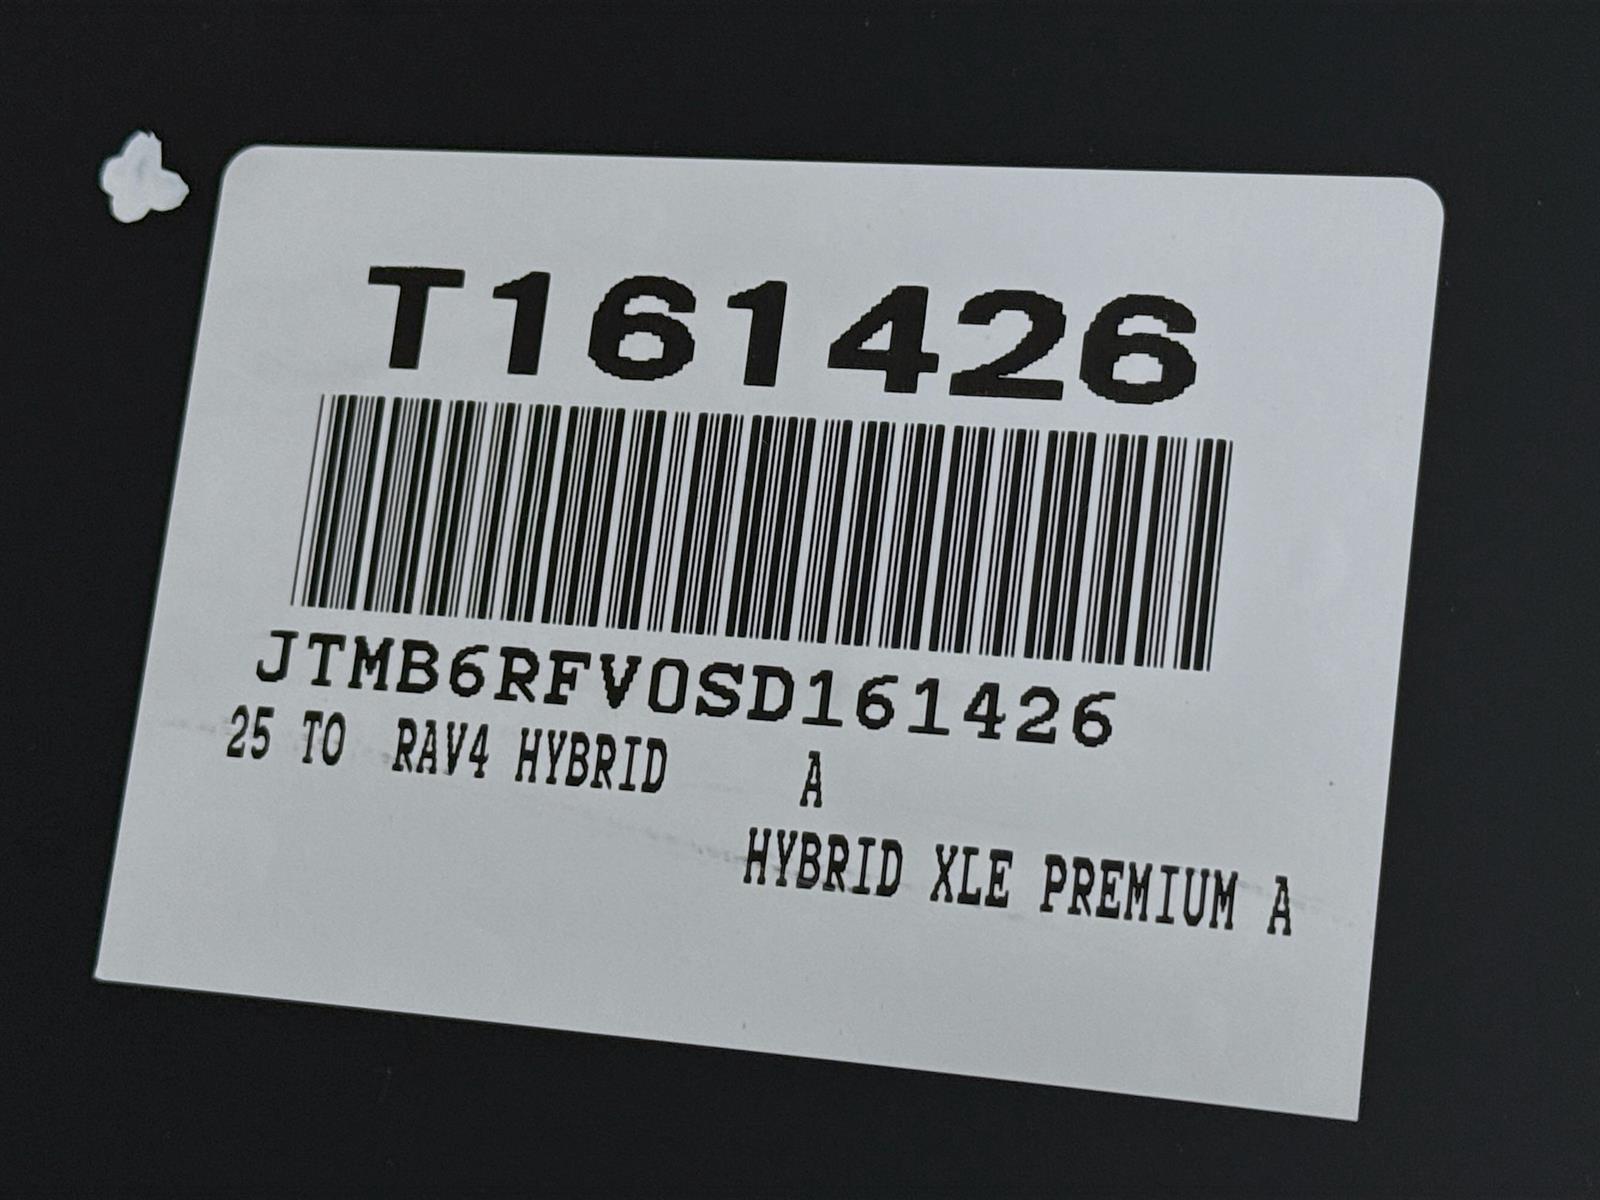 T161426
JTMB6RFV0SD161426
25 TO RAV4 HYBRID A
HYBRID XLE PREMIUM A